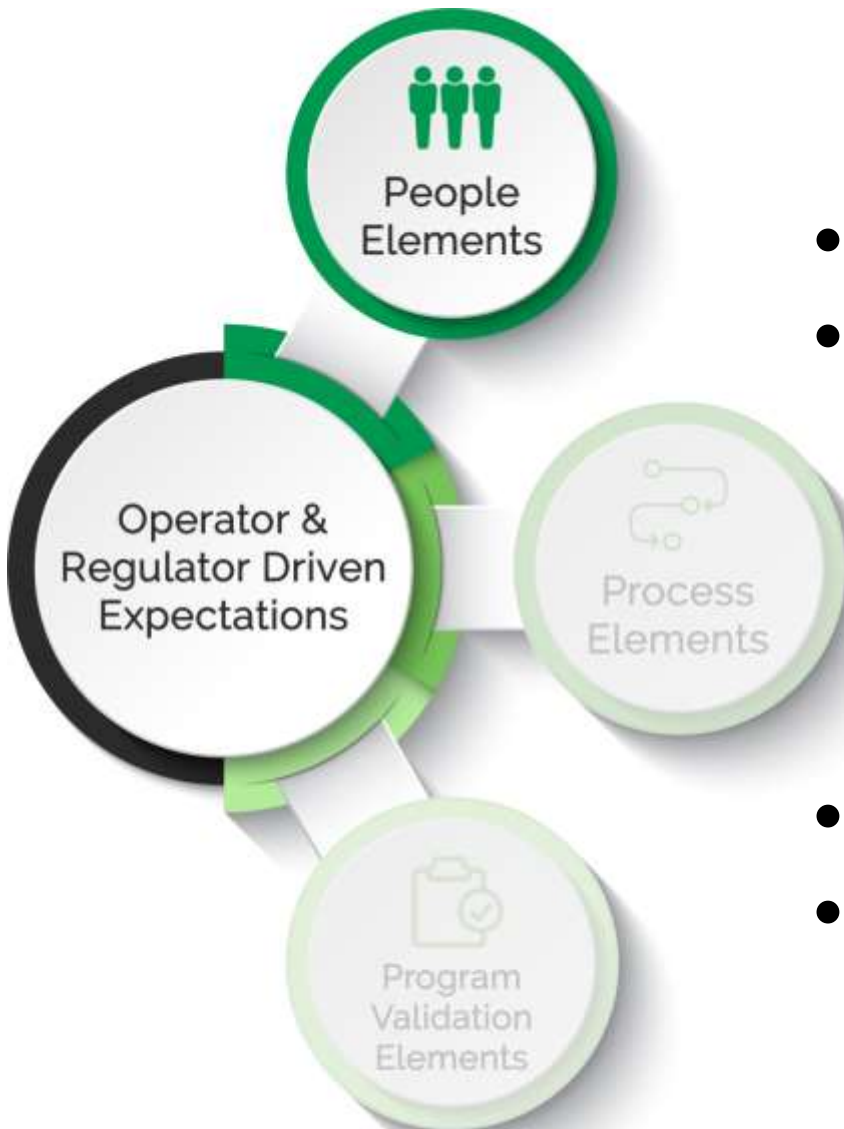 People
Elements
Operator &
Regulator Driven
Expectations
Process
Elements
Program
Validation
Elements